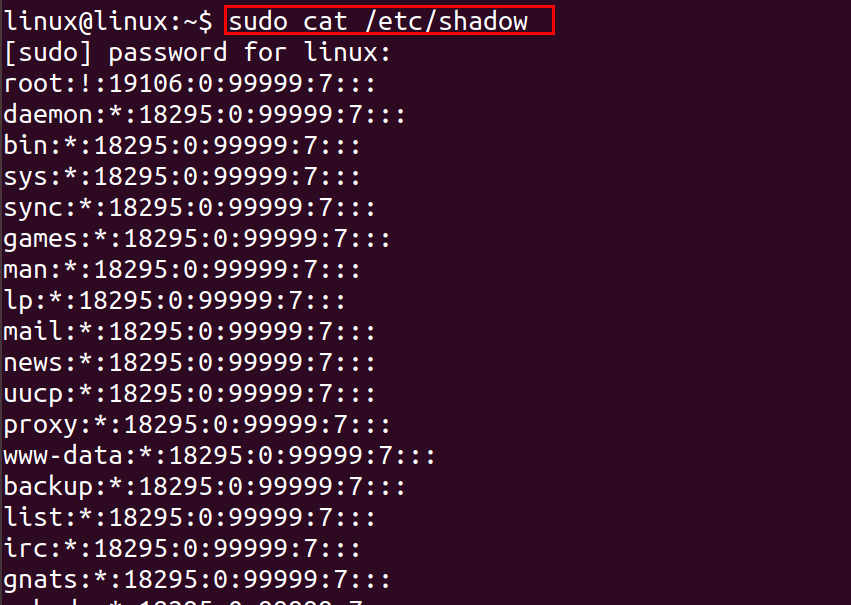 linux@linux:~$ sudo cat /etc/shadow
[sudo] password for linux:
root:!:19106:0:99999:7:::
daemon:*:18295:0:99999:7:::
bin:*:18295:0:99999:7:::
sys:*:18295:0:99999:7:::
sync:*:18295:0:99999:7:::
games:*:18295:0:99999:7:::
man:*:18295:0:99999:7:::
lp:*:18295:0:99999:7:::
mail:*:18295:0:99999:7:::
news:*:18295:0:99999:7:::
uucp:*:18295:0:99999:7:::
proxy:*:18295:0:99999:7:::
www-data:*:18295:0:99999:7:::
backup:*:18295:0:99999:7:::
list:*:18295:0:99999:7:::
irc:*:18295:0:99999:7:::
gnats:*:18295:0:99999:7:::